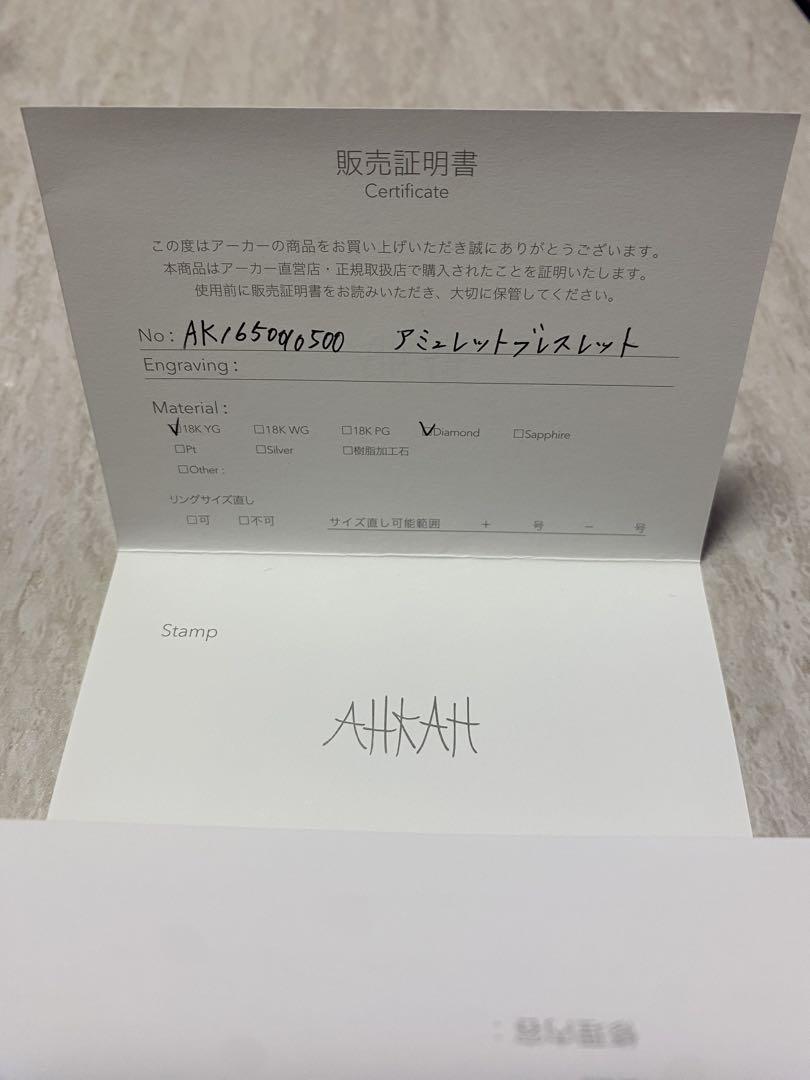 販売証明書
Certificate
この度はアーカーの商品をお買い上げいただき誠にありがとうございます。
本商品はアーカー直営店・正規取扱店で購入されたことを証明いたします。
使用前に販売証明書をお読みいただき、大切に保管してください。
No: アミュレットブレスレット
Engraving:
Material:
☑18K YG ☐18K WG ☐18K PG ☑Diamond ☐Sapphire
☐Pt ☐Silver ☐樹脂加工石
☐Other:
リングサイズ直し
☐可 ☐不可 サイズ直し可能範囲 + 号 − 号
Stamp
AHKAH